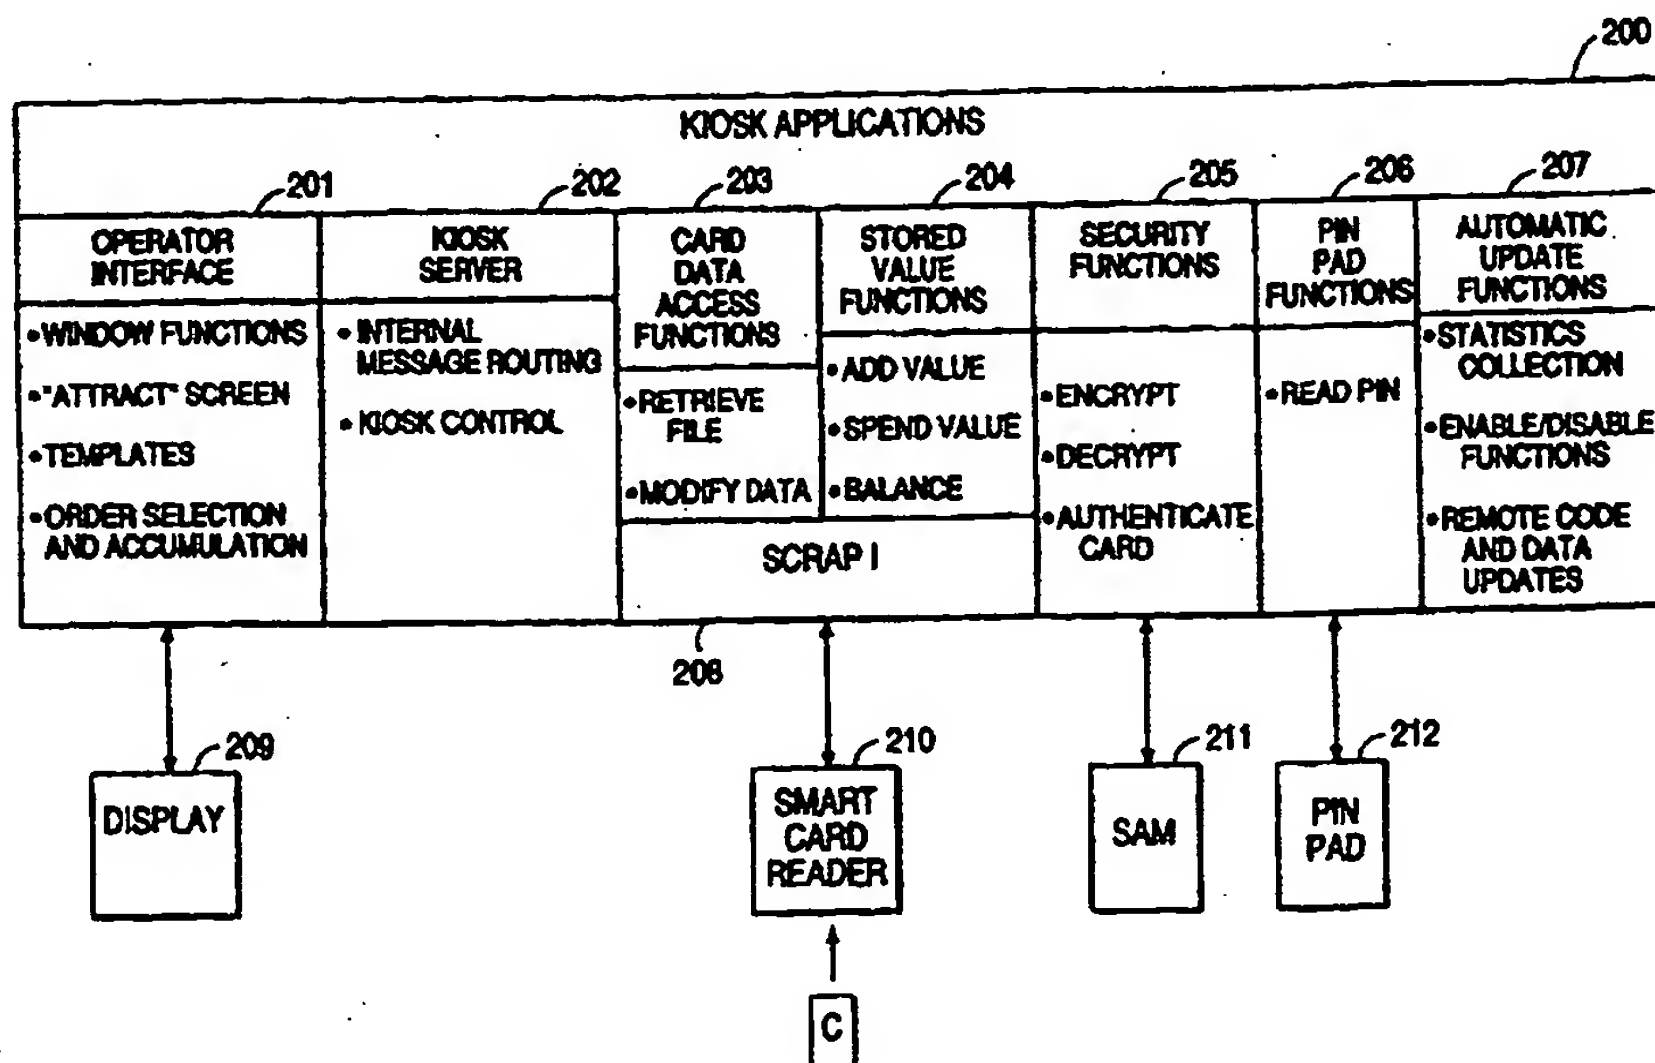 200
KIOSK APPLICATIONS
201
202
203
204
205
206
207
OPERATOR
INTERFACE
• WINDOW FUNCTIONS
• "ATTRACT" SCREEN
• TEMPLATES
• ORDER SELECTION
AND ACCUMULATION
KIOSK
SERVER
• INTERNAL
MESSAGE ROUTING
• KIOSK CONTROL
CARD
DATA
ACCESS
FUNCTIONS
• RETRIEVE
FILE
• MODIFY DATA
STORED
VALUE
FUNCTIONS
• ADD VALUE
• SPEND VALUE
• BALANCE
SCRAP I
SECURITY
FUNCTIONS
• ENCRYPT
• DECRYPT
• AUTHENTICATE
CARD
PIN
PAD
FUNCTIONS
• READ PIN
AUTOMATIC
UPDATE
FUNCTIONS
• STATISTICS
COLLECTION
• ENABLE/DISABLE
FUNCTIONS
• REMOTE CODE
AND DATA
UPDATES
208
209
DISPLAY
210
SMART
CARD
READER
211
SAM
212
PIN
PAD
C